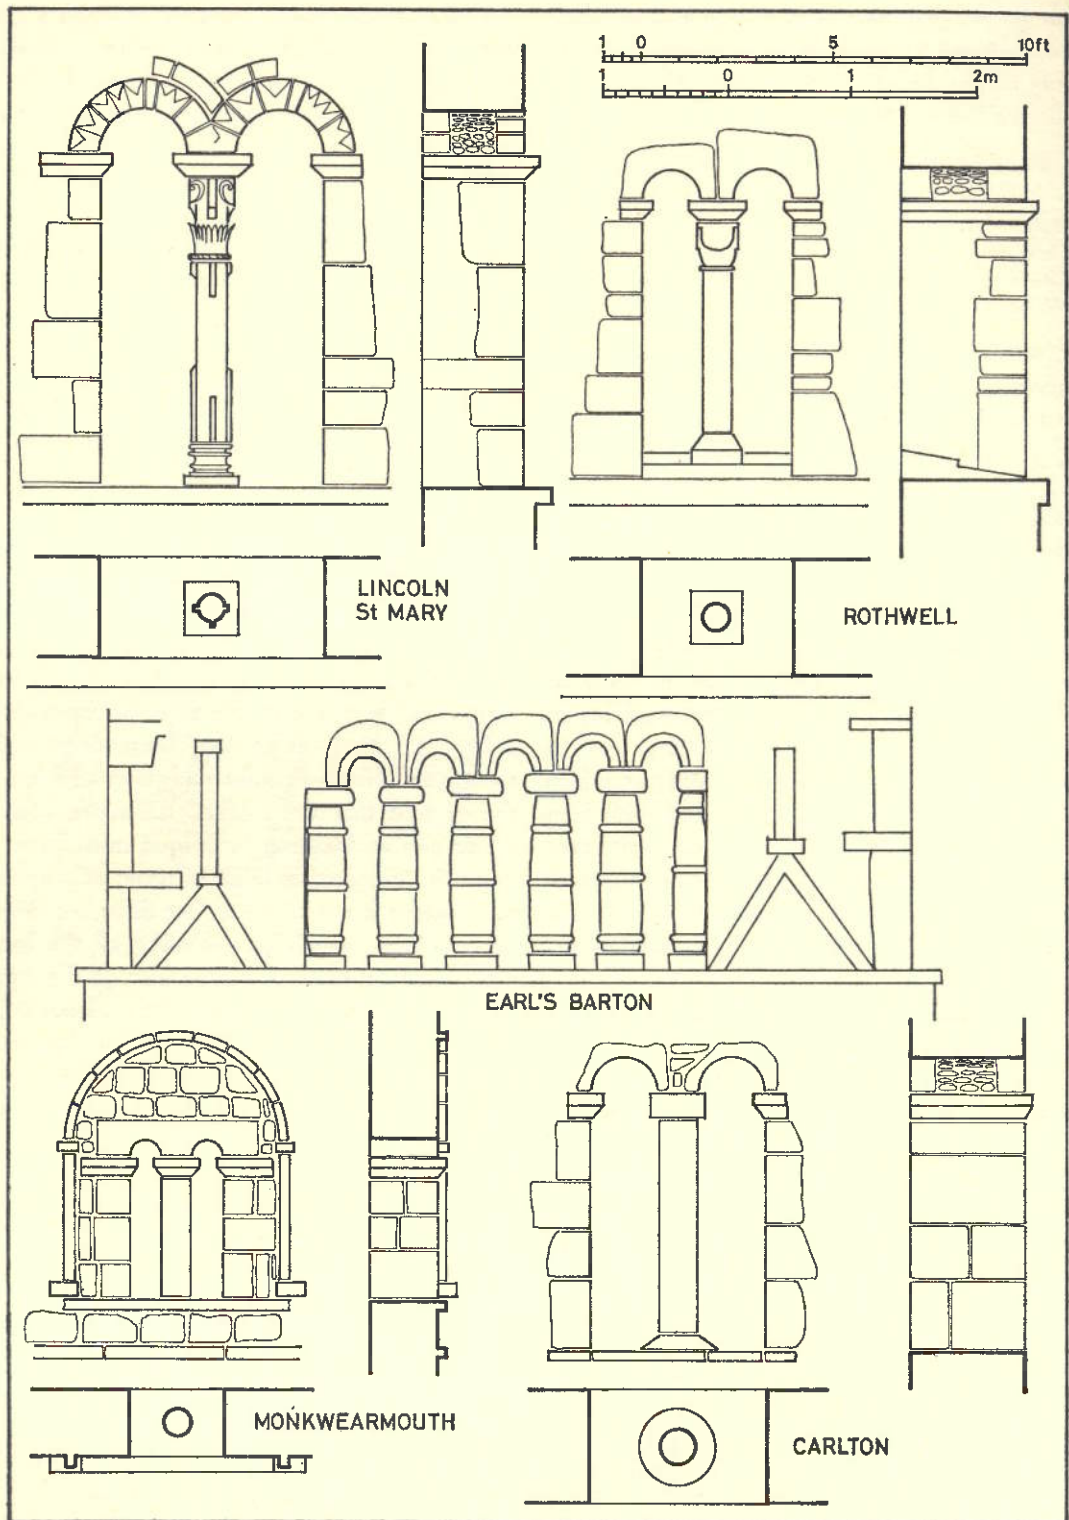 1 0 5 10ft
1 0 1 2m
LINCOLN
St MARY
ROTHWELL
EARL'S BARTON
MONKWEARMOUTH
CARLTON